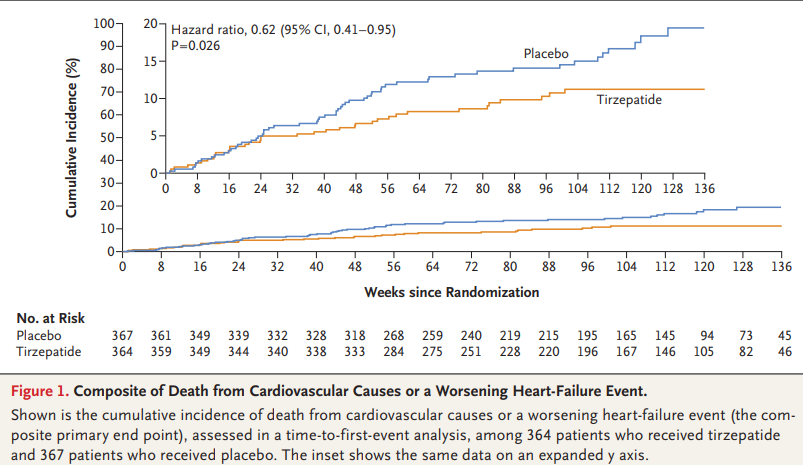 Cumulative Incidence (%)
100
90
80
70
60
50
40
30
20
10
0
20
15
10
5
0
Hazard ratio, 0.62 (95% CI, 0.41–0.95)
P=0.026
Placebo
Tirzepatide
0 8 16 24 32 40 48 56 64 72 80 88 96 104 112 120 128 136
0 8 16 24 32 40 48 56 64 72 80 88 96 104 112 120 128 136
Weeks since Randomization
No. at Risk
Placebo 367 361 349 339 332 328 318 268 259 240 219 215 195 165 145 94 73 45
Tirzepatide 364 359 349 344 340 338 333 284 275 251 228 220 196 167 146 105 82 46
Figure 1. Composite of Death from Cardiovascular Causes or a Worsening Heart-Failure Event.
Shown is the cumulative incidence of death from cardiovascular causes or a worsening heart-failure event (the com-
posite primary end point), assessed in a time-to-first-event analysis, among 364 patients who received tirzepatide
and 367 patients who received placebo. The inset shows the same data on an expanded y axis.